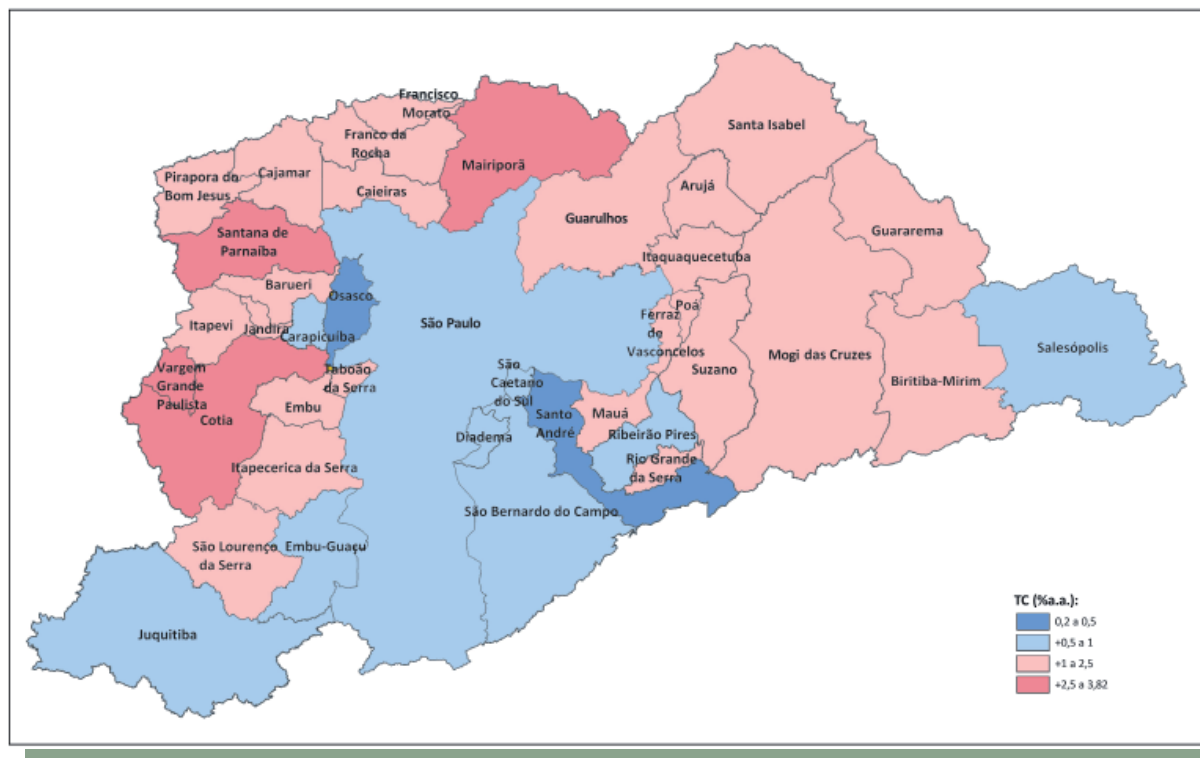 Francisco
Morato
Franco da
Rocha
Mairiporã
Santa Isabel
Pirapora do
Bom Jesus
Cajamar
Caieiras
Arujá
Guarulhos
Guararema
Santana de
Parnaíba
Itaquaquecetuba
Barueri
Osasco
Itapevi
Jandira
Carapicuiba
São Paulo
Poá
Ferraz
de
Vasconcelos
Suzano
Mogi das Cruzes
Salesópolis
Biritiba-Mirim
Vargem
Grande
Paulista
Cotia
Taboão
da Serra
Embu
São
Caetano
do Sul
Santo
André
Mauá
Diadema
Ribeirão Pires
Rio Grande
da Serra
Itapecerica da Serra
São Bernardo do Campo
São Lourenço
da Serra
Embu-Guaçu
Juquitiba
TC (%a.a.):
0,2 a 0,5
+0,5 a 1
+1 a 2,5
+2,5 a 3,82